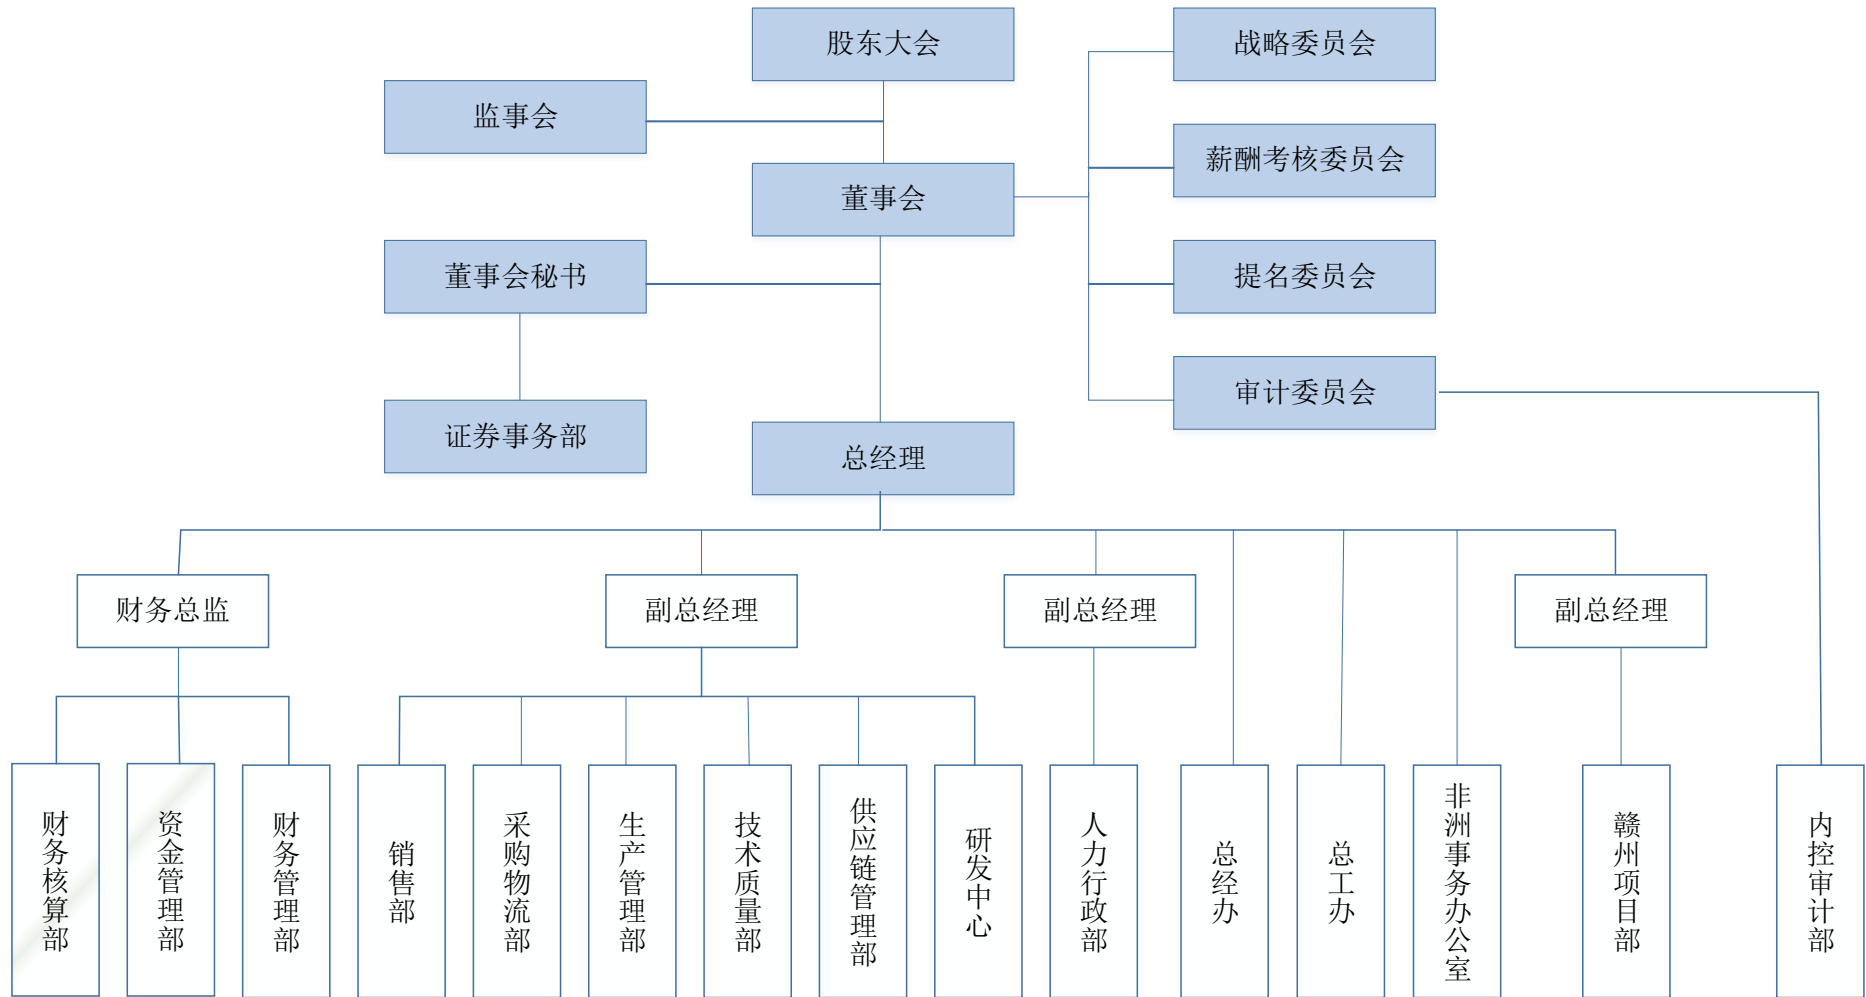 股东大会
战略委员会
监事会
薪酬考核委员会
董事会
董事会秘书
提名委员会
审计委员会
证券事务部
总经理
财务总监
副总经理
副总经理
副总经理
财务核算部
资金管理部
财务管理部
销售部
采购物流部
生产管理部
技术质量部
供应链管理部
研发中心
人力行政部
总经办
总工办
非洲事务办公室
赣州项目部
内控审计部